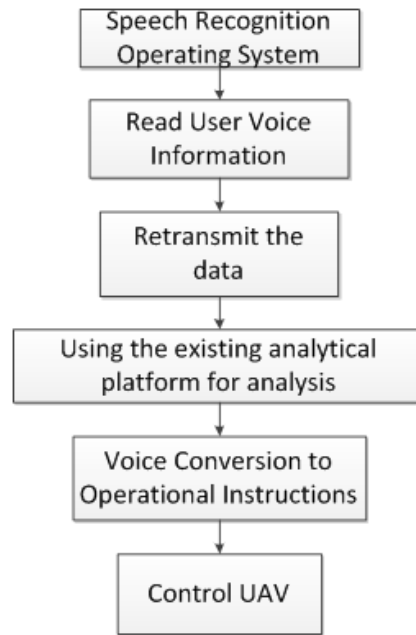 Speech Recognition
Operating System
Read User Voice
Information
Retransmit the
data
Using the existing analytical
platform for analysis
Voice Conversion to
Operational Instructions
Control UAV